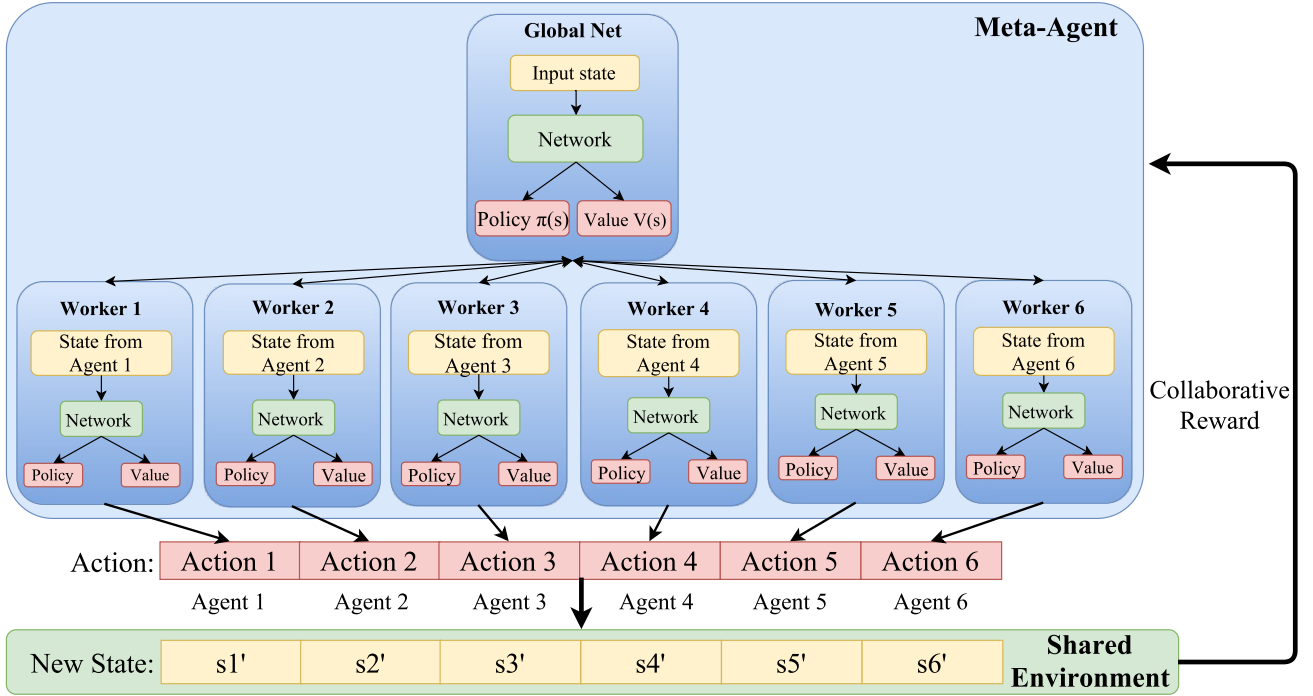 Meta-Agent
Global Net
Input state
Network
Policy π(s)
Value V(s)
Worker 1
State from
Agent 1
Network
Policy
Value
Worker 2
State from
Agent 2
Network
Policy
Value
Worker 3
State from
Agent 3
Network
Policy
Value
Worker 4
State from
Agent 4
Network
Policy
Value
Worker 5
State from
Agent 5
Network
Policy
Value
Worker 6
State from
Agent 6
Network
Policy
Value
Collaborative
Reward
Action: Action 1 Action 2 Action 3 Action 4 Action 5 Action 6
Agent 1 Agent 2 Agent 3 Agent 4 Agent 5 Agent 6
New State: s1' s2' s3' s4' s5' s6'
Shared
Environment